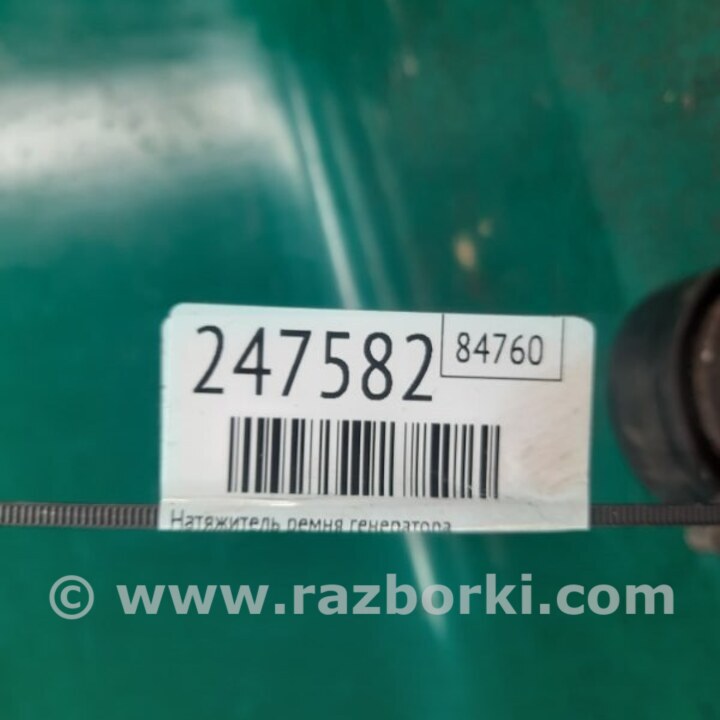 247582
84760
Натяжитель ремня генератора
© www.razborki.com